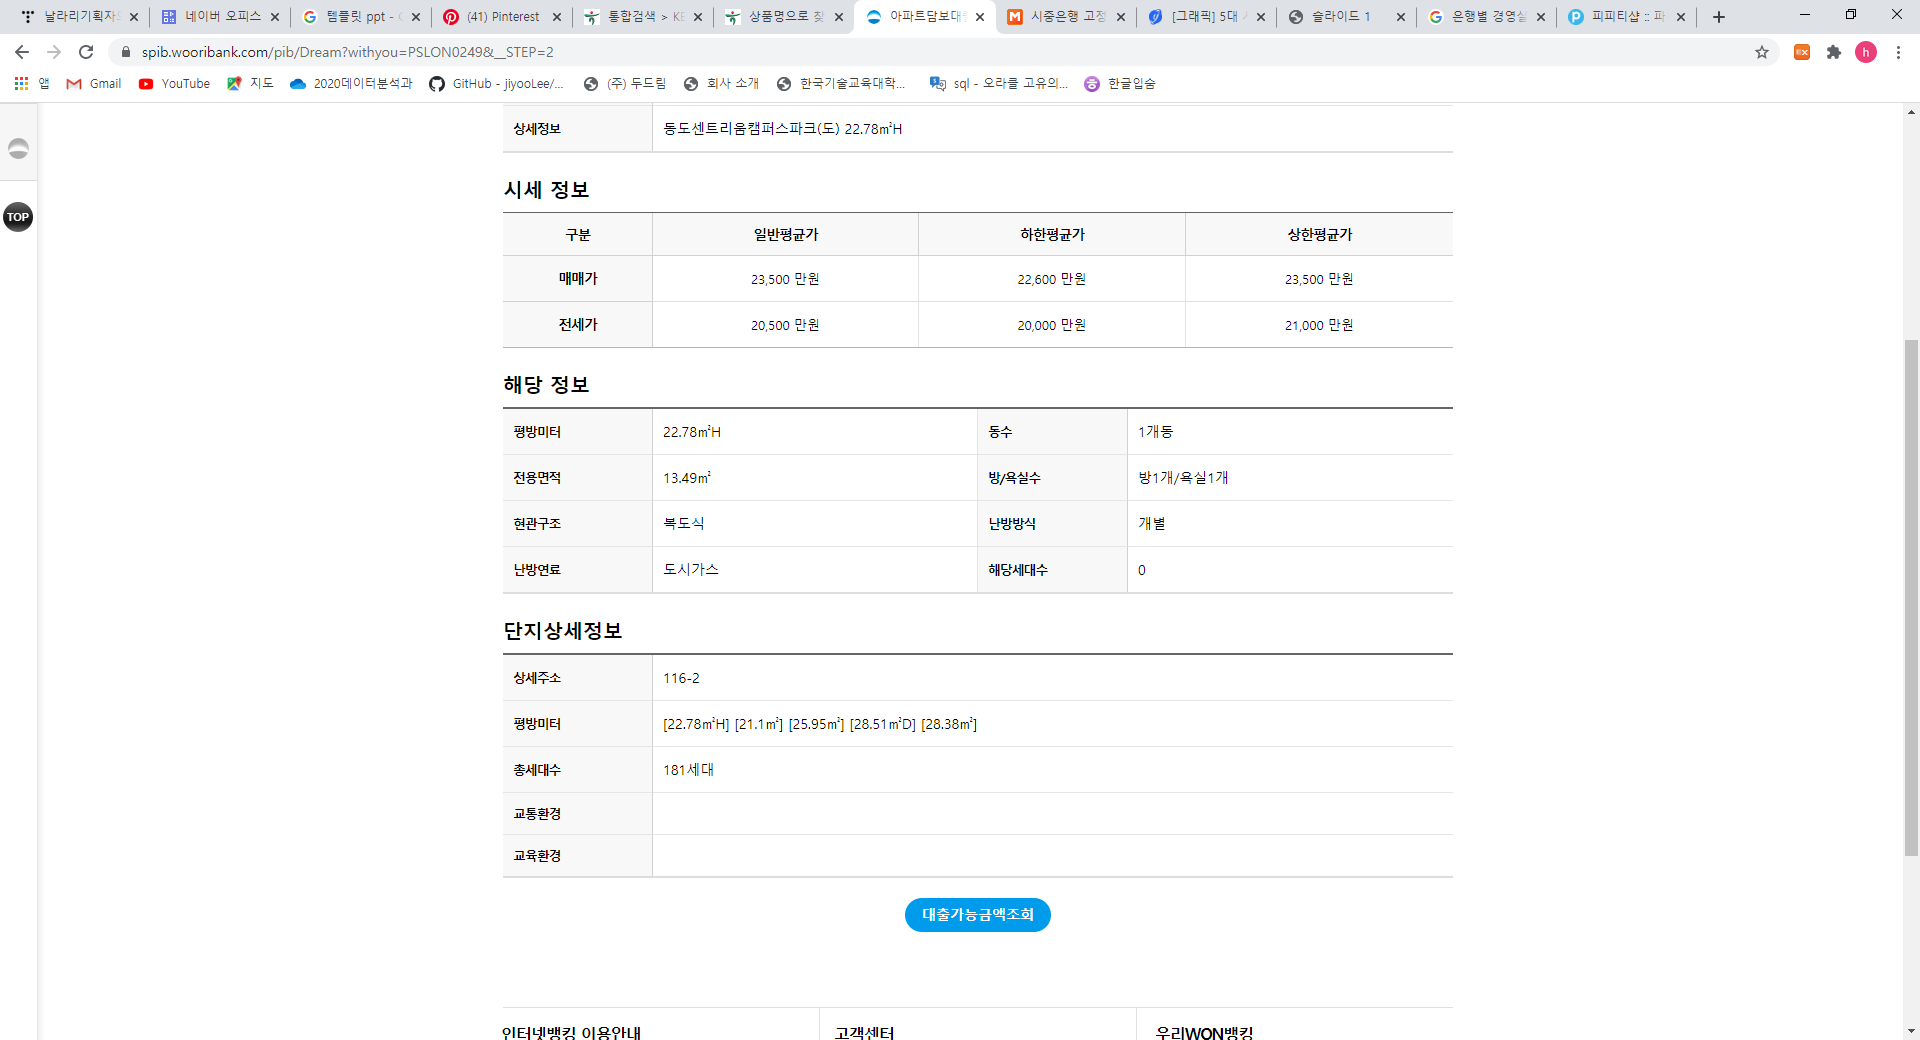 날라리기획자의
네이버 오피스
템플릿 ppt - G
(41) Pinterest
통합검색 > KE
상품명으로 찾
아파트담보대출
시중은행 고정
[그래픽] 5대 시
슬라이드 1
은행별 경영실
피피티샵 :: 파
spib.wooribank.com/pib/Dream?withyou=PSLON0249&__STEP=2
EX
h
앱
Gmail
YouTube
지도
2020데이터분석과
GitHub - jiyooLee/...
(주) 두드림
회사 소개
한국기술교육대학...
sql - 오라클 고유의...
한글입숨
TOP
상세정보 동도센트리움캠퍼스파크(도) 22.78㎡H
시세 정보
구분 일반평균가 하한평균가 상한평균가
매매가 23,500 만원 22,600 만원 23,500 만원
전세가 20,500 만원 20,000 만원 21,000 만원
해당 정보
평방미터 22.78㎡H 동수 1개동
전용면적 13.49㎡ 방/욕실수 방1개/욕실1개
현관구조 복도식 난방방식 개별
난방연료 도시가스 해당세대수 0
단지상세정보
상세주소 116-2
평방미터 [22.78㎡H] [21.1㎡] [25.95㎡] [28.51㎡D] [28.38㎡]
총세대수 181세대
교통환경
교육환경
대출가능금액조회
인터넷뱅킹 이용안내 고객센터 우리WON뱅킹